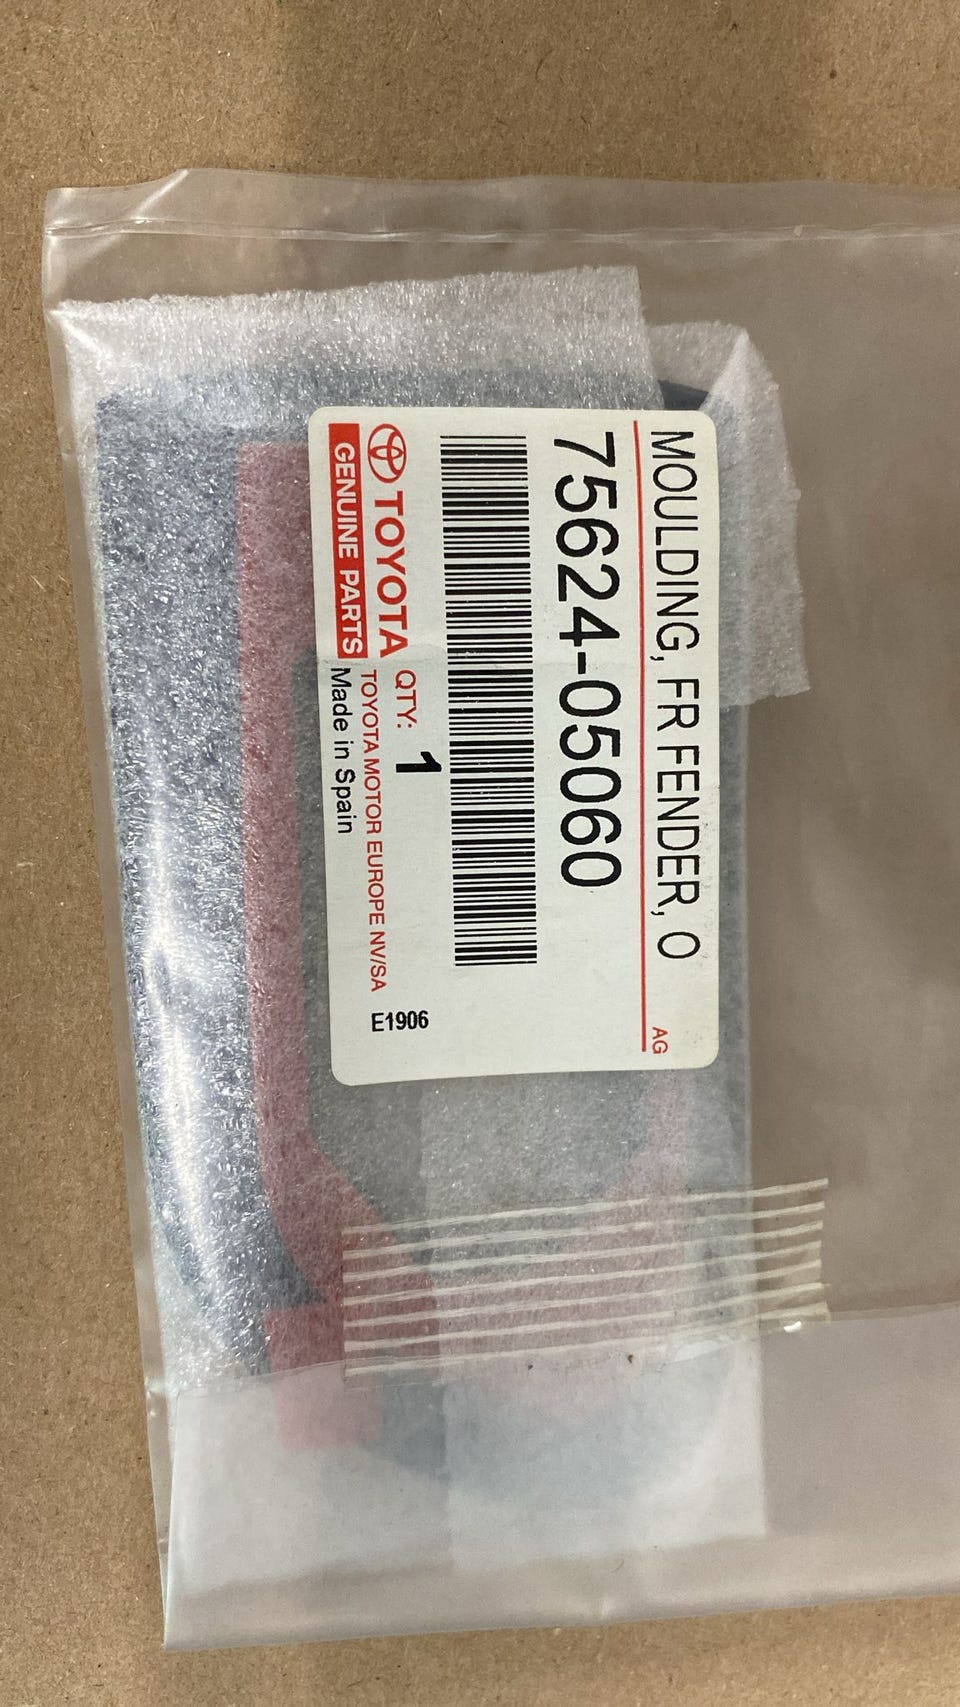 MOULDING, FR FENDER, O
AG
75624-05060
TOYOTA QTY: 1
GENUINE PARTS
TOYOTA MOTOR EUROPE NV/SA
Made in Spain
E1906